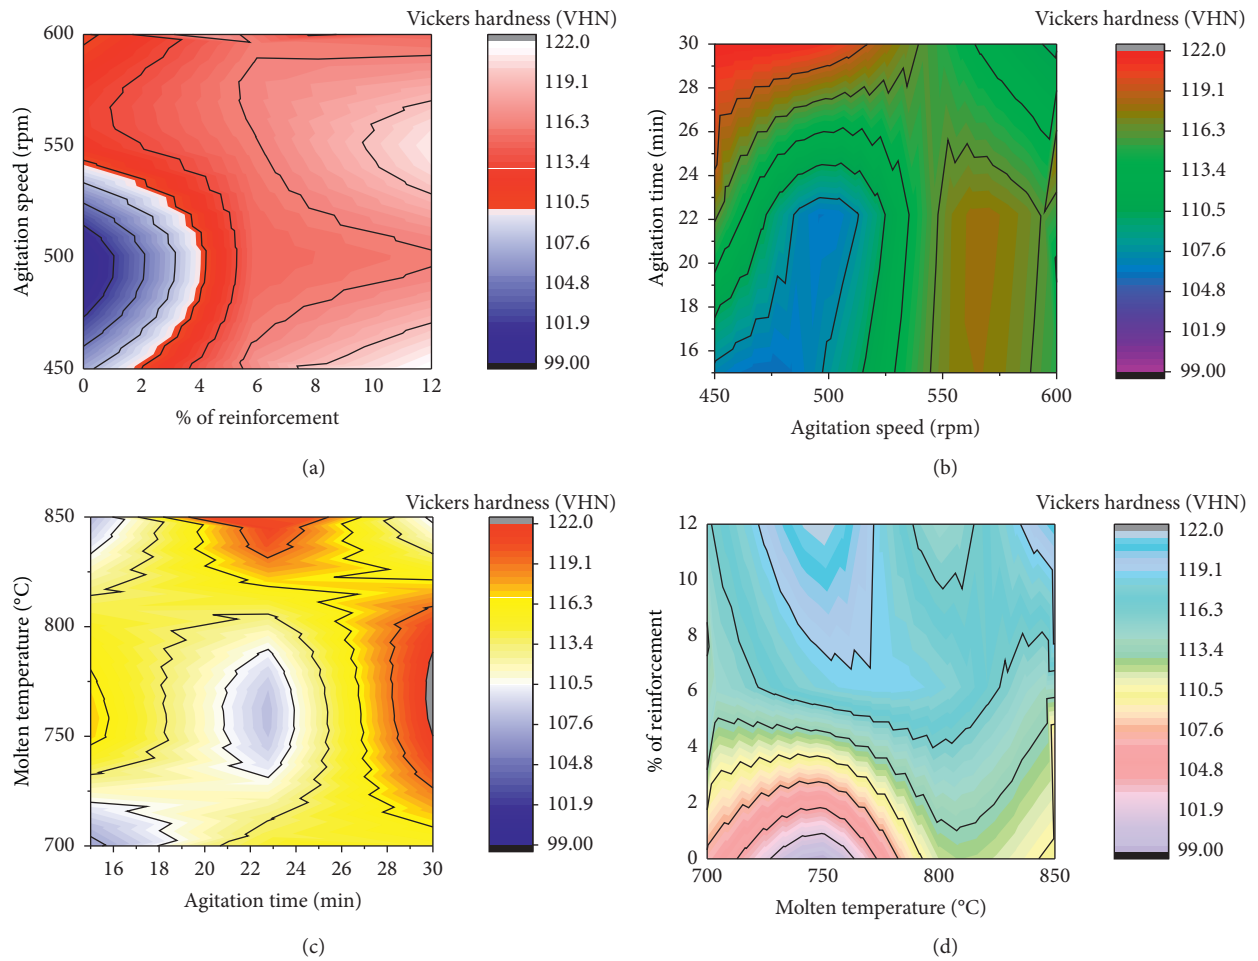 Vickers hardness (VHN)
600
550
500
450
Agitation speed (rpm)
0 2 4 6 8 10 12
% of reinforcement
122.0
119.1
116.3
113.4
110.5
107.6
104.8
101.9
99.00
(a)
Vickers hardness (VHN)
30
28
26
24
22
20
18
16
Agitation time (min)
450 500 550 600
Agitation speed (rpm)
122.0
119.1
116.3
113.4
110.5
107.6
104.8
101.9
99.00
(b)
Vickers hardness (VHN)
850
800
750
700
Molten temperature (°C)
16 18 20 22 24 26 28 30
Agitation time (min)
122.0
119.1
116.3
113.4
110.5
107.6
104.8
101.9
99.00
(c)
Vickers hardness (VHN)
12
10
8
6
4
2
0
% of reinforcement
700 750 800 850
Molten temperature (°C)
122.0
119.1
116.3
113.4
110.5
107.6
104.8
101.9
99.00
(d)